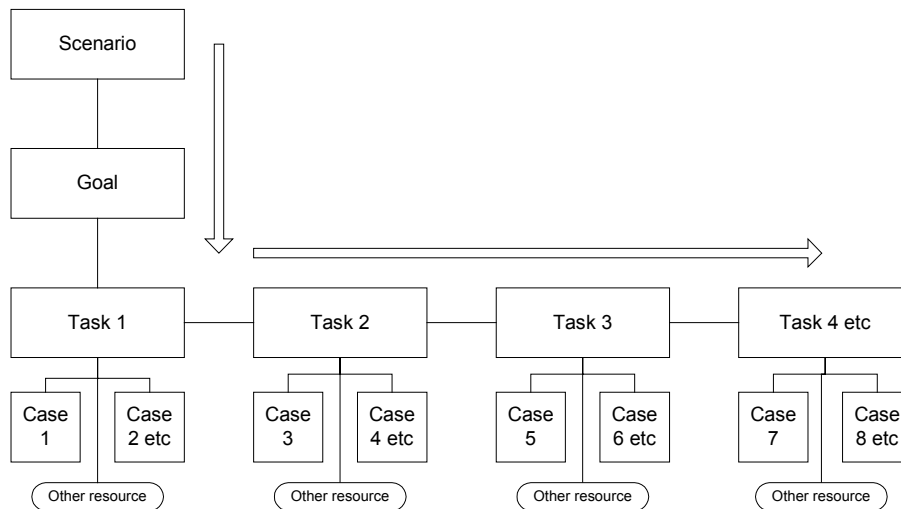 Scenario
Goal
Task 1
Task 2
Task 3
Task 4 etc
Case
1
Case
2 etc
Case
3
Case
4 etc
Case
5
Case
6 etc
Case
7
Case
8 etc
Other resource
Other resource
Other resource
Other resource